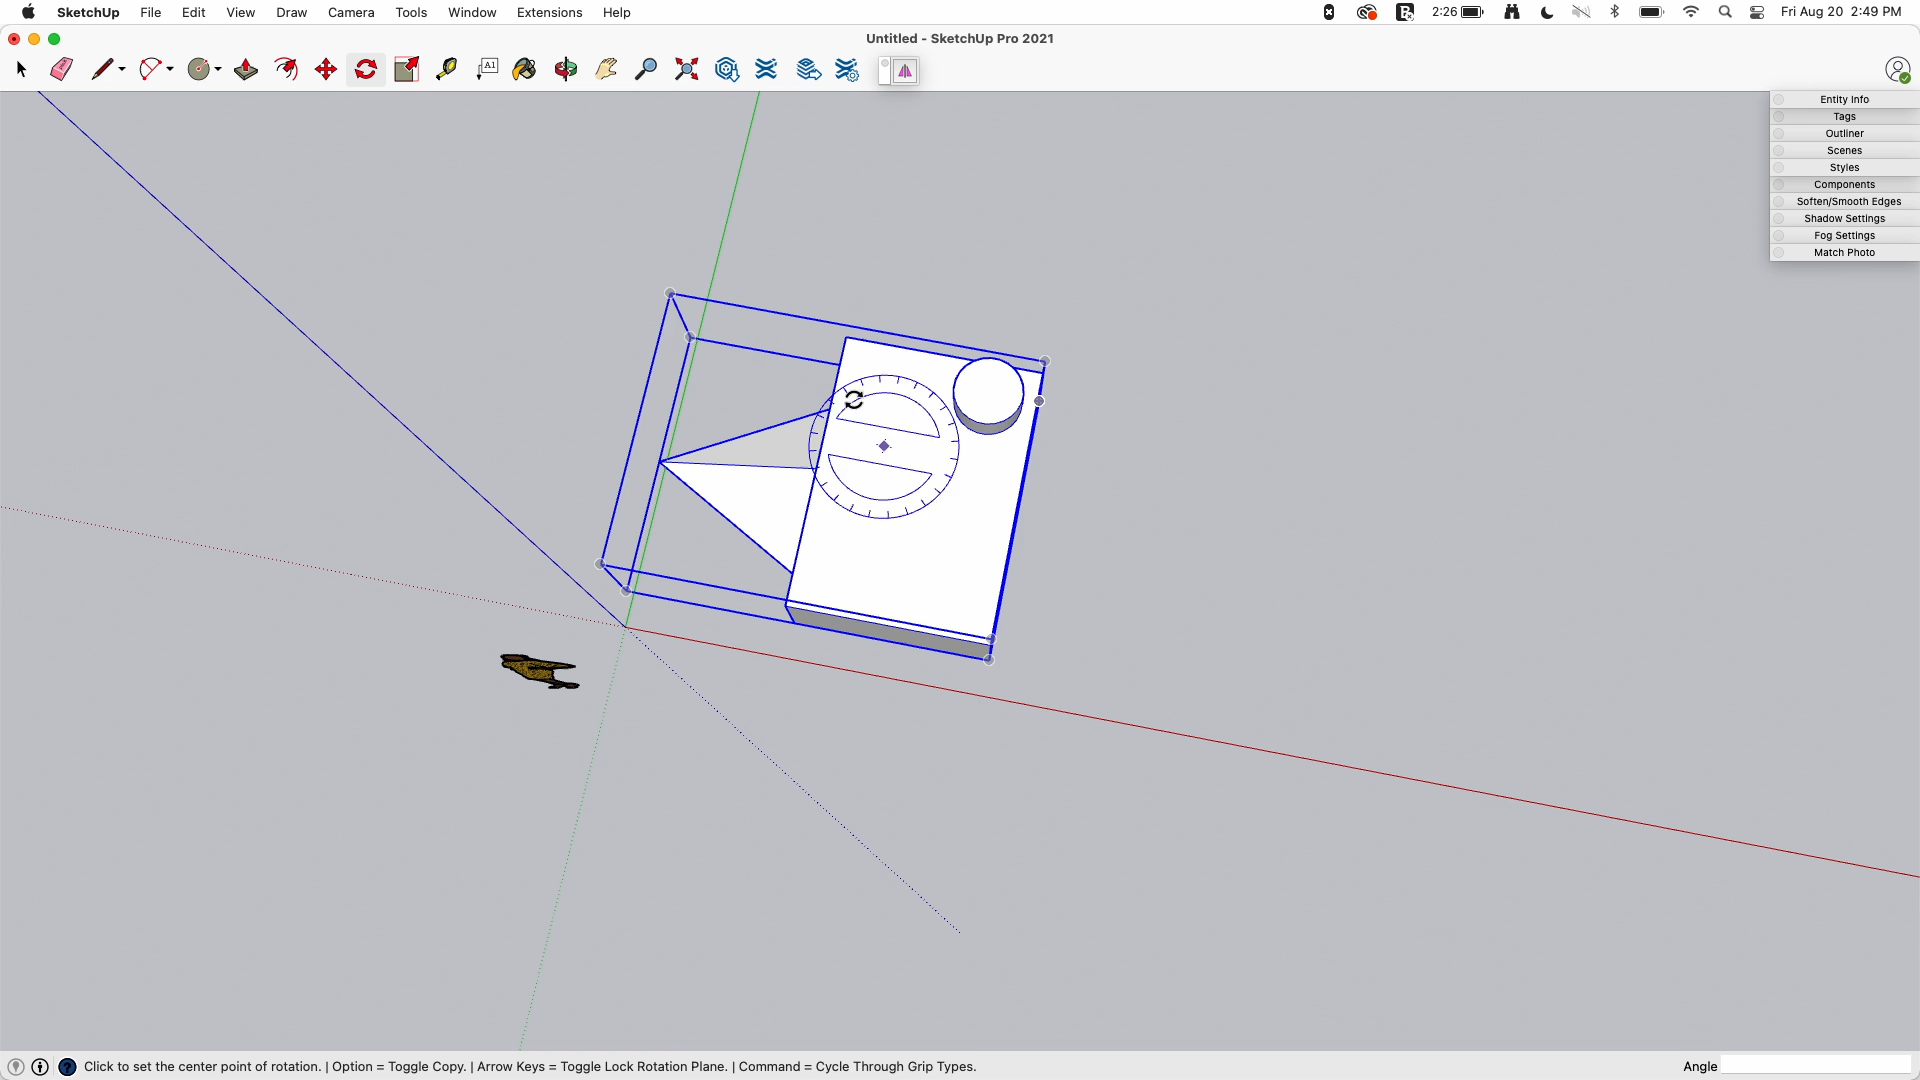 SketchUp File Edit View Draw Camera Tools Window Extensions Help 2:26 Fri Aug 20 2:49 PM
Untitled - SketchUp Pro 2021
A1
Entity Info
Tags
Outliner
Scenes
Styles
Components
Soften/Smooth Edges
Shadow Settings
Fog Settings
Match Photo
Click to set the center point of rotation. | Option = Toggle Copy. | Arrow Keys = Toggle Lock Rotation Plane. | Command = Cycle Through Grip Types. Angle